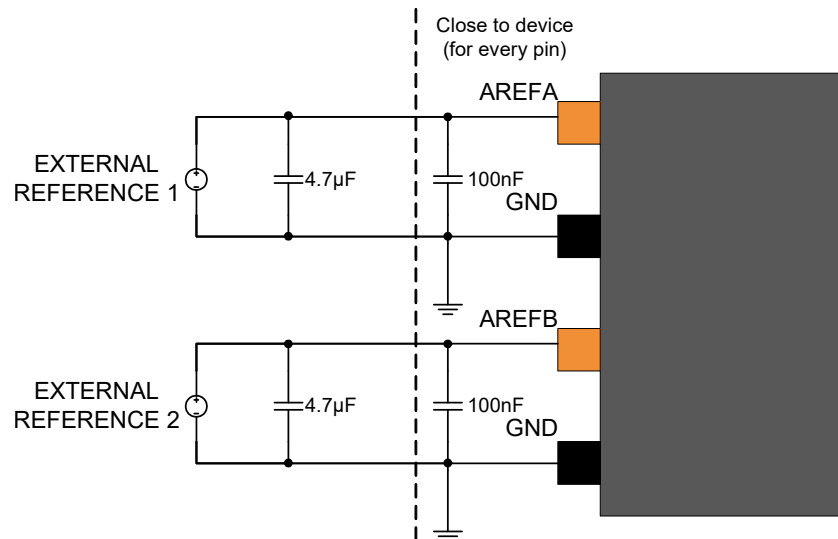 Close to device
(for every pin)
AREFA
EXTERNAL
REFERENCE 1
4.7µF
100nF
GND
AREFB
EXTERNAL
REFERENCE 2
4.7µF
100nF
GND